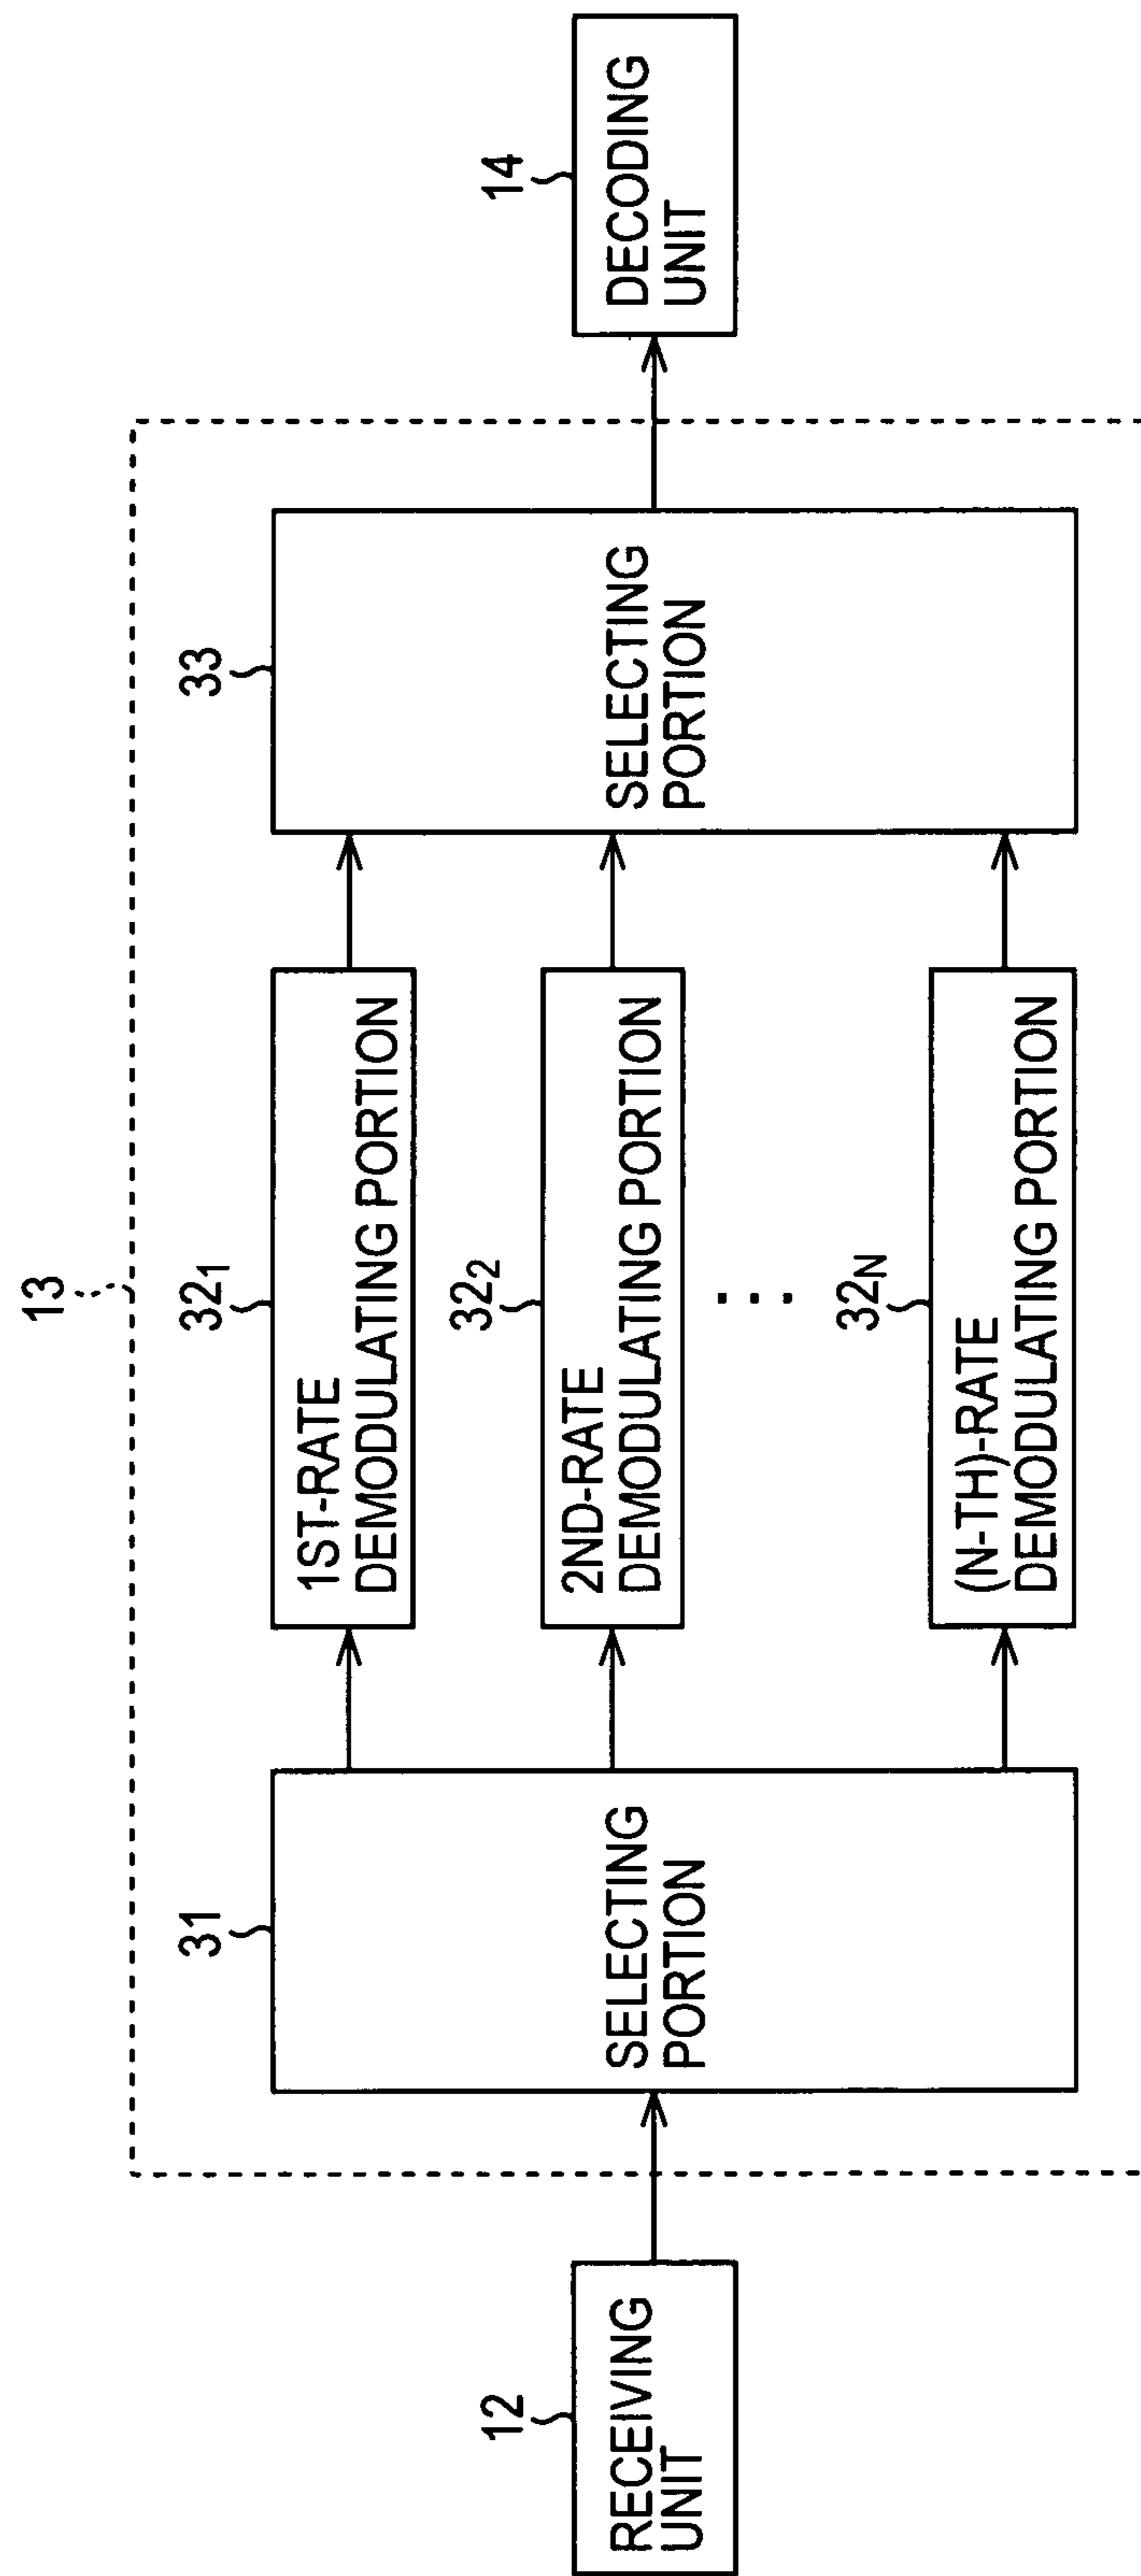 13
12
RECEIVING
UNIT
31
SELECTING
PORTION
32₁
1ST-RATE
DEMODULATING PORTION
32₂
2ND-RATE
DEMODULATING PORTION
...
32N
(N-TH)-RATE
DEMODULATING PORTION
33
SELECTING
PORTION
14
DECODING
UNIT